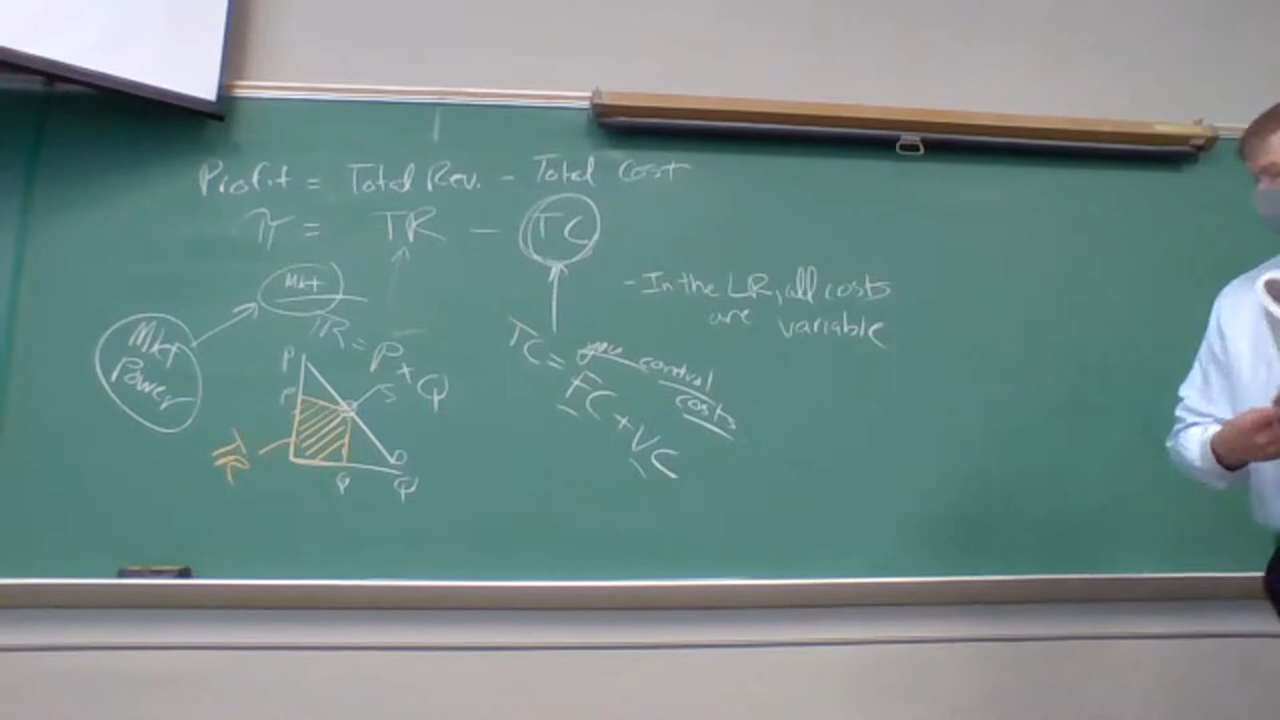 Profit = Total Rev. - Total Cost
π = TR - TC
Mkt
Mkt Power
TR = P x Q
P
P
S
D
Q
Q
TR
- In the LR, all costs
are variable
TC = you control
costs
FC + VC